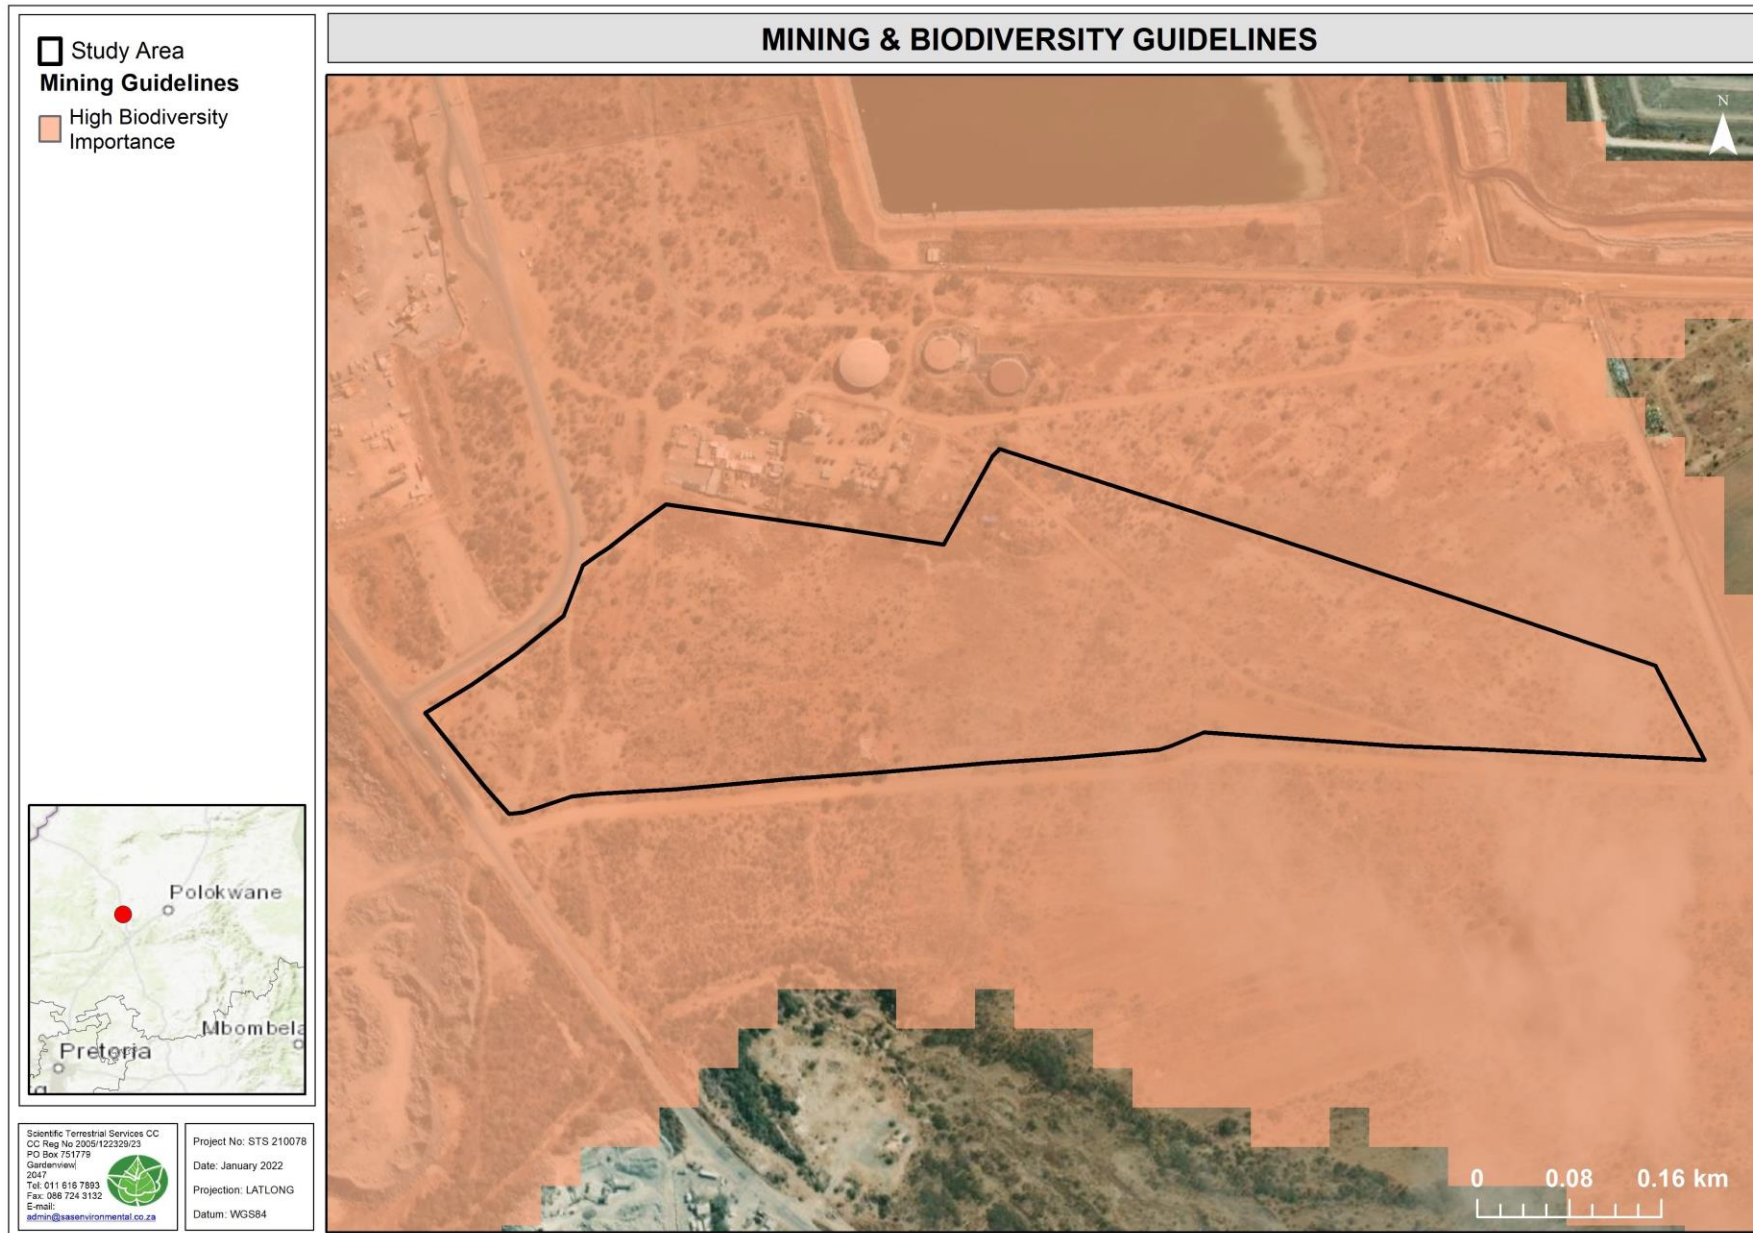 MINING & BIODIVERSITY GUIDELINES
Study Area
Mining Guidelines
High Biodiversity
Importance
N
Polokwane
Mbombela
Pretoria
Scientific Terrestrial Services CC
CC Reg No 2005/122329/23
PO Box 751779
Gardenview
2047
Tel: 011 616 7893
Fax: 086 724 3132
E-mail:
admin@sasenvironmental.co.za
Project No: STS 210078
Date: January 2022
Projection: LATLONG
Datum: WGS84
0 0.08 0.16 km